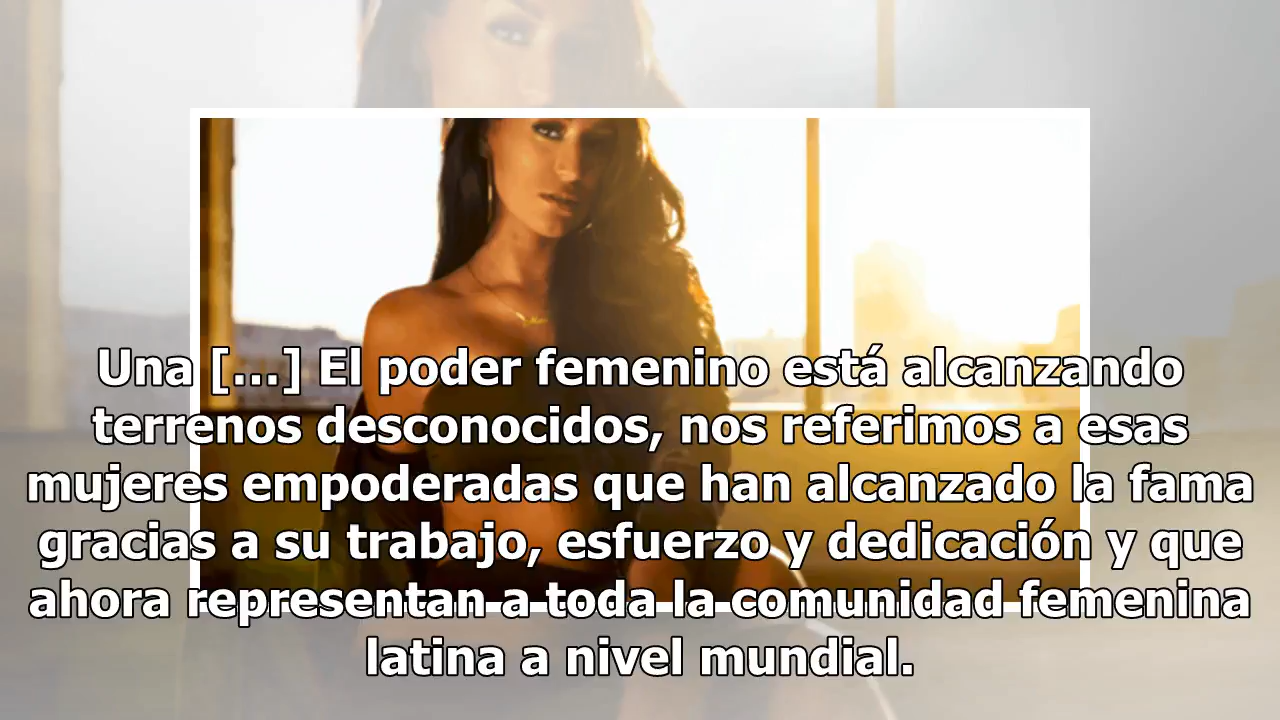 Una [...] El poder femenino está alcanzando
terrenos desconocidos, nos referimos a esas
mujeres empoderadas que han alcanzado la fama
gracias a su trabajo, esfuerzo y dedicación y que
ahora representan a toda la comunidad femenina
latina a nivel mundial.